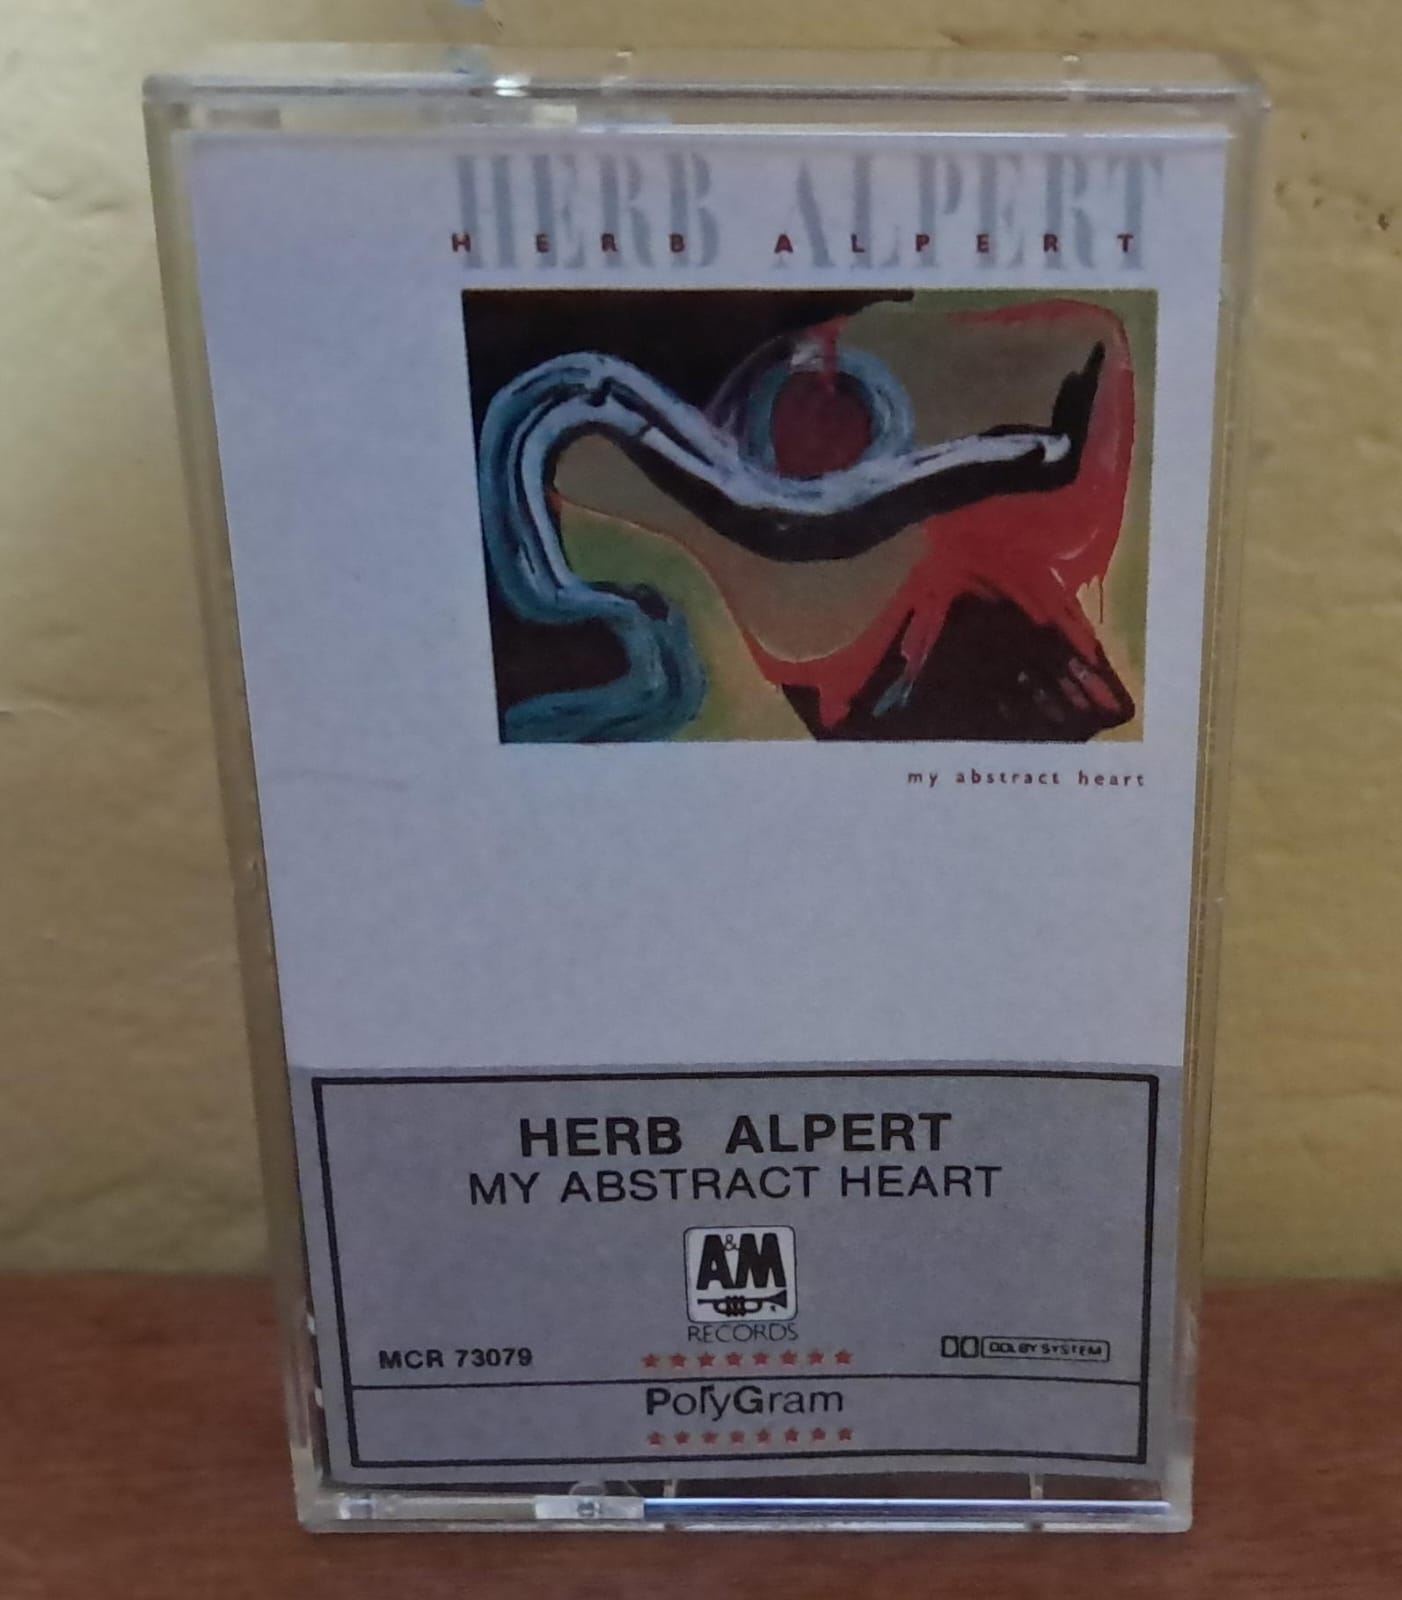 HERB ALPERT
HERB ALPERT
my abstract heart
HERB ALPERT
MY ABSTRACT HEART
A&M
RECORDS
MCR 73079
DOLBY SYSTEM
PolyGram